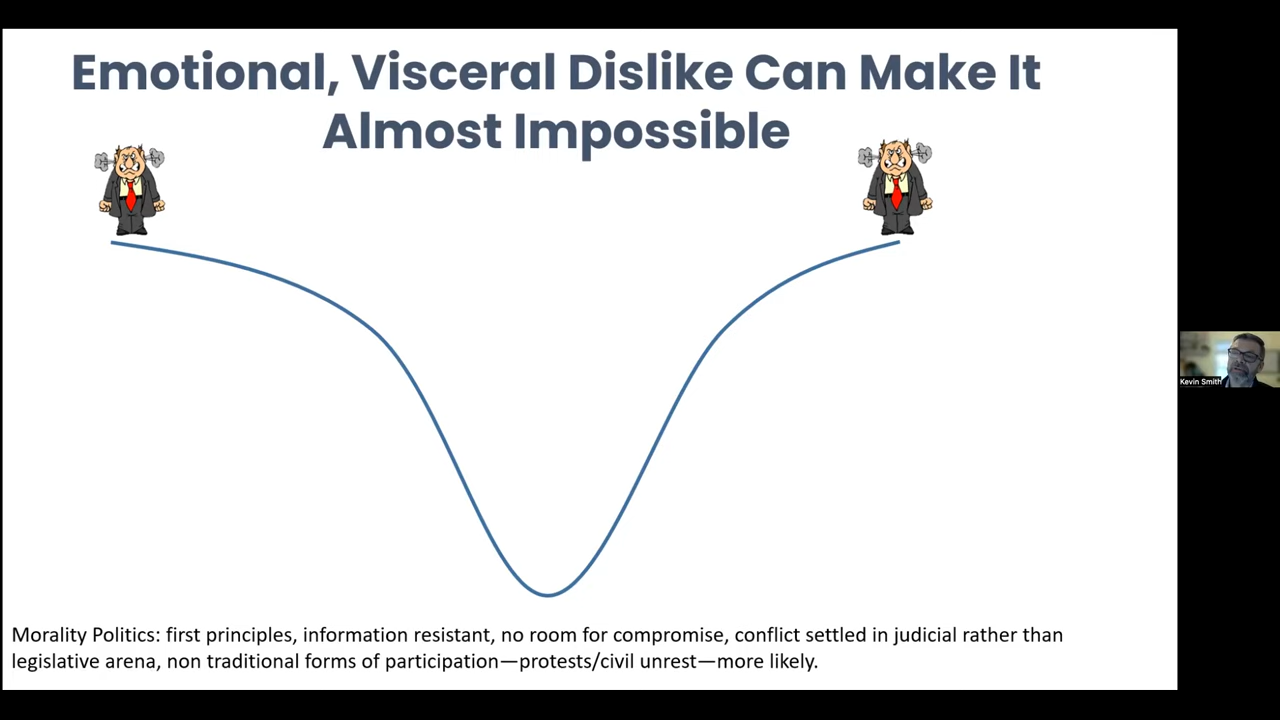 Emotional, Visceral Dislike Can Make It
Almost Impossible
Kevin Smith
Morality Politics: first principles, information resistant, no room for compromise, conflict settled in judicial rather than
legislative arena, non traditional forms of participation—protests/civil unrest—more likely.